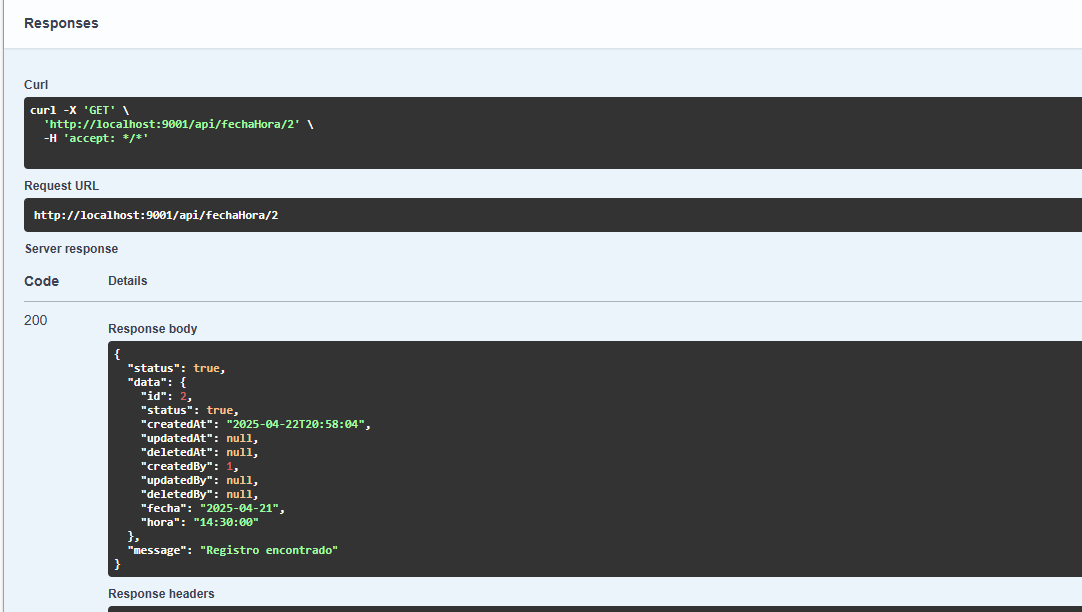 Responses
Curl
curl -X 'GET' \
  'http://localhost:9001/api/fechaHora/2' \
  -H 'accept: */*'
Request URL
http://localhost:9001/api/fechaHora/2
Server response
Code Details
200
Response body
{
  "status": true,
  "data": {
    "id": 2,
    "status": true,
    "createdAt": "2025-04-22T20:58:04",
    "updatedAt": null,
    "deletedAt": null,
    "createdBy": 1,
    "updatedBy": null,
    "deletedBy": null,
    "fecha": "2025-04-21",
    "hora": "14:30:00"
  },
  "message": "Registro encontrado"
}
Response headers